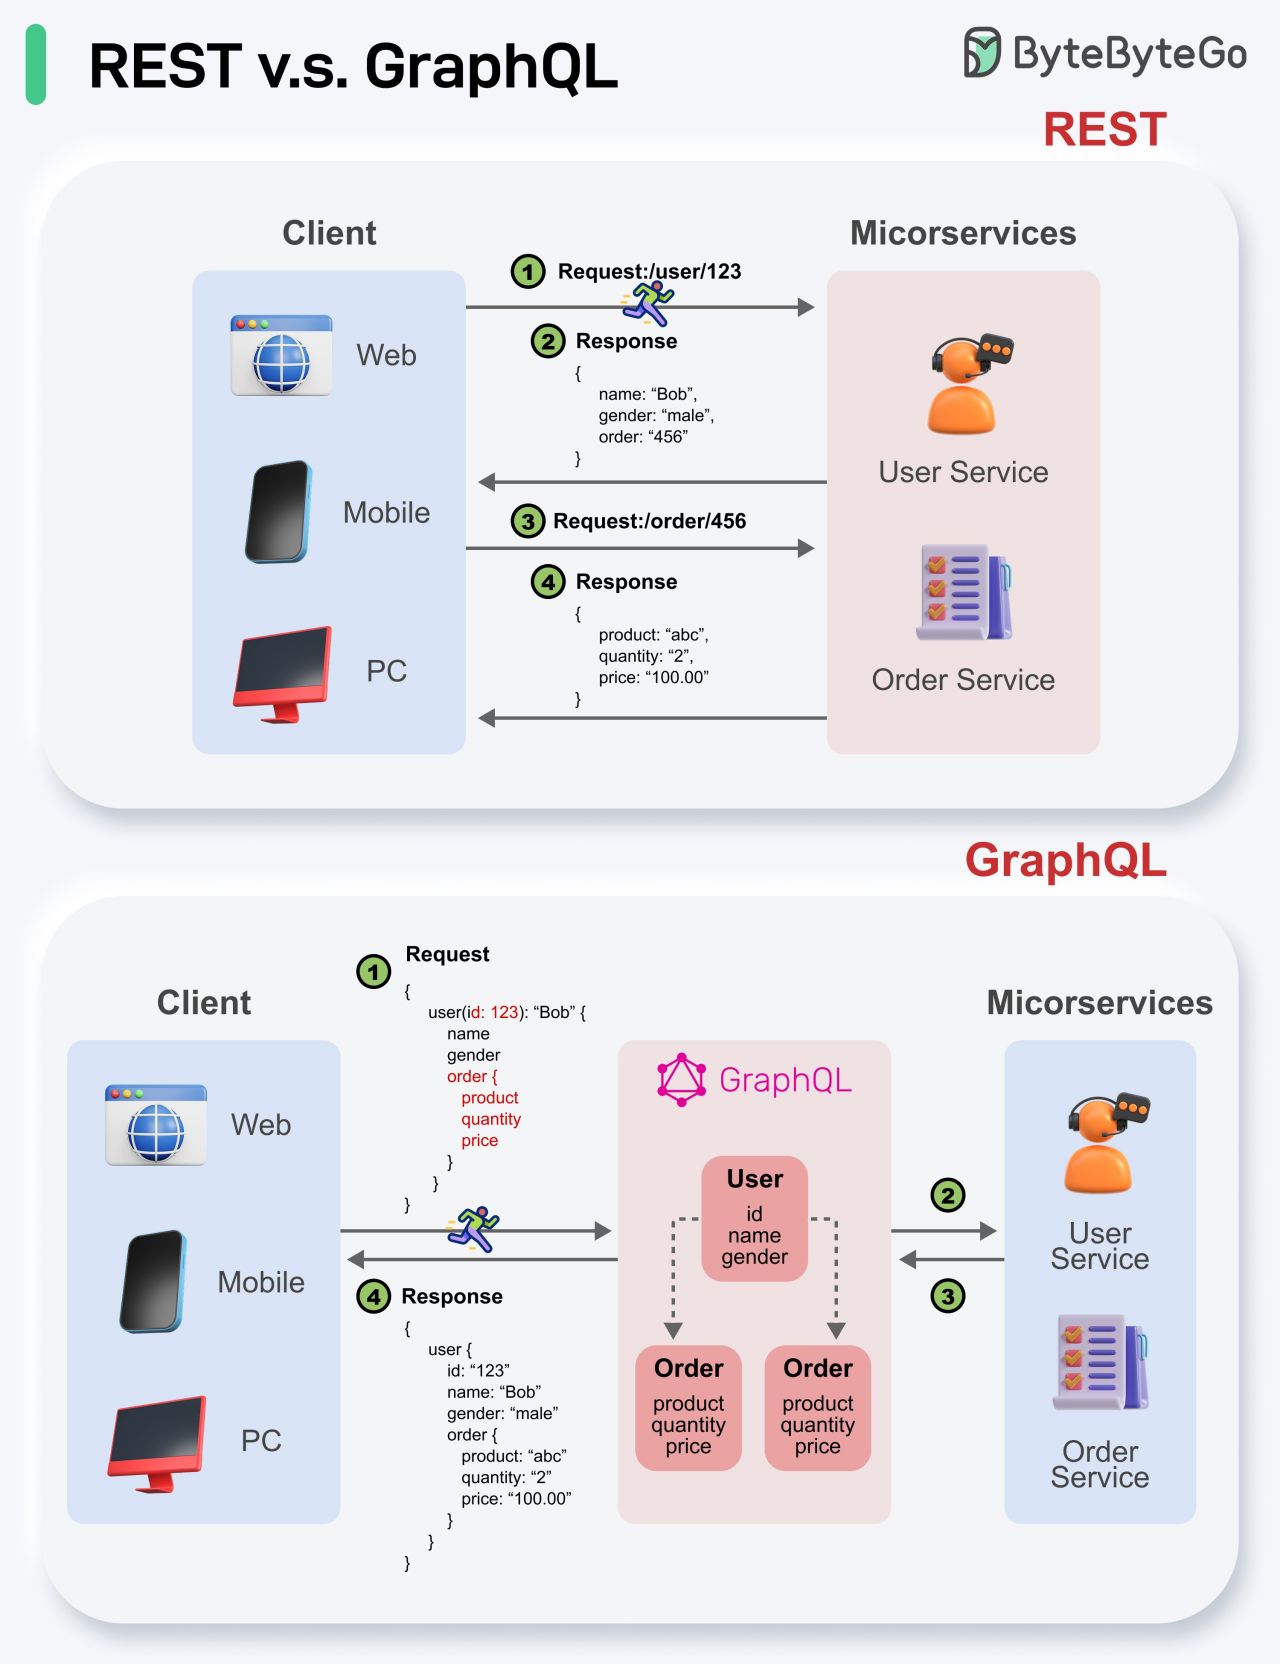 REST v.s. GraphQL
ByteByteGo
REST
Client
Micorservices
1 Request:/user/123
Web
2 Response
{
name: “Bob”,
gender: “male”,
order: “456”
}
User Service
Mobile
3 Request:/order/456
4 Response
{
product: “abc”,
quantity: “2”,
price: “100.00”
}
PC
Order Service
GraphQL
Client
Micorservices
1 Request
{
user(id: 123): “Bob” {
name
gender
order {
product
quantity
price
}
}
}
Web
Mobile
PC
4 Response
{
user {
id: “123”
name: “Bob”
gender: “male”
order {
product: “abc”
quantity: “2”
price: “100.00”
}
}
}
GraphQL
User
id
name
gender
Order
product
quantity
price
Order
product
quantity
price
2
3
User
Service
Order
Service